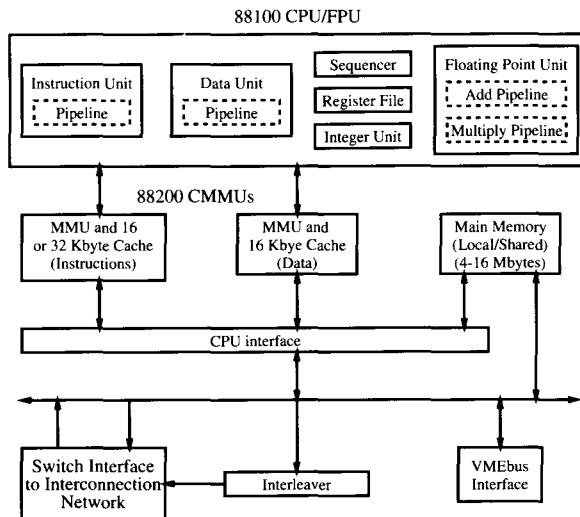 88100 CPU/FPU
Instruction Unit
Pipeline
Data Unit
Pipeline
Sequencer
Register File
Integer Unit
Floating Point Unit
Add Pipeline
Multiply Pipeline
88200 CMMUs
MMU and 16
or 32 Kbyte Cache
(Instructions)
MMU and
16 Kbye Cache
(Data)
Main Memory
(Local/Shared)
(4-16 Mbytes)
CPU interface
Switch Interface
to Interconnection
Network
Interleaver
VMEbus
Interface